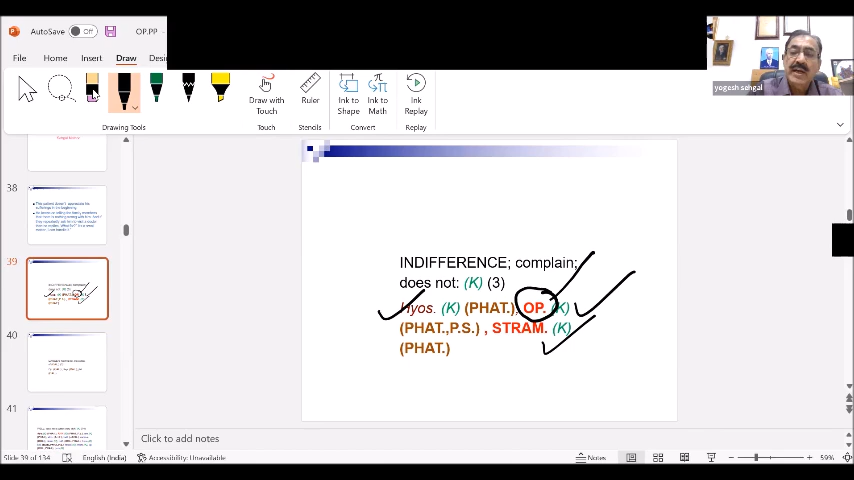 AutoSave
Off
OP.PP
yogesh sehgal
File
Home
Insert
Draw
Desi
Draw with
Touch
Ruler
Ink to
Shape
Ink to
Math
Ink
Replay
Drawing Tools
Touch
Stencils
Convert
Replay
38
39
40
41
INDIFFERENCE; complain;
does not: (K) (3)
Hyos. (K) (PHAT.), OP. (K)
(PHAT.,P.S.) , STRAM. (K)
(PHAT.)
Click to add notes
Slide 39 of 134
English (India)
Accessibility: Unavailable
Notes
59%